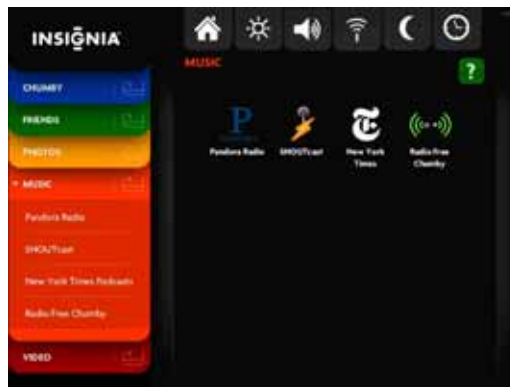 INSIGNIA
MUSIC
?
CHUMBY
FRIENDS
PHOTOS
MUSIC
Pandora Radio
SHOUTcast
New York Times Podcasts
Radio Free Chumby
VIDEO
P
Pandora Radio
SHOUTcast
New York
Times
Radio Free
Chumby